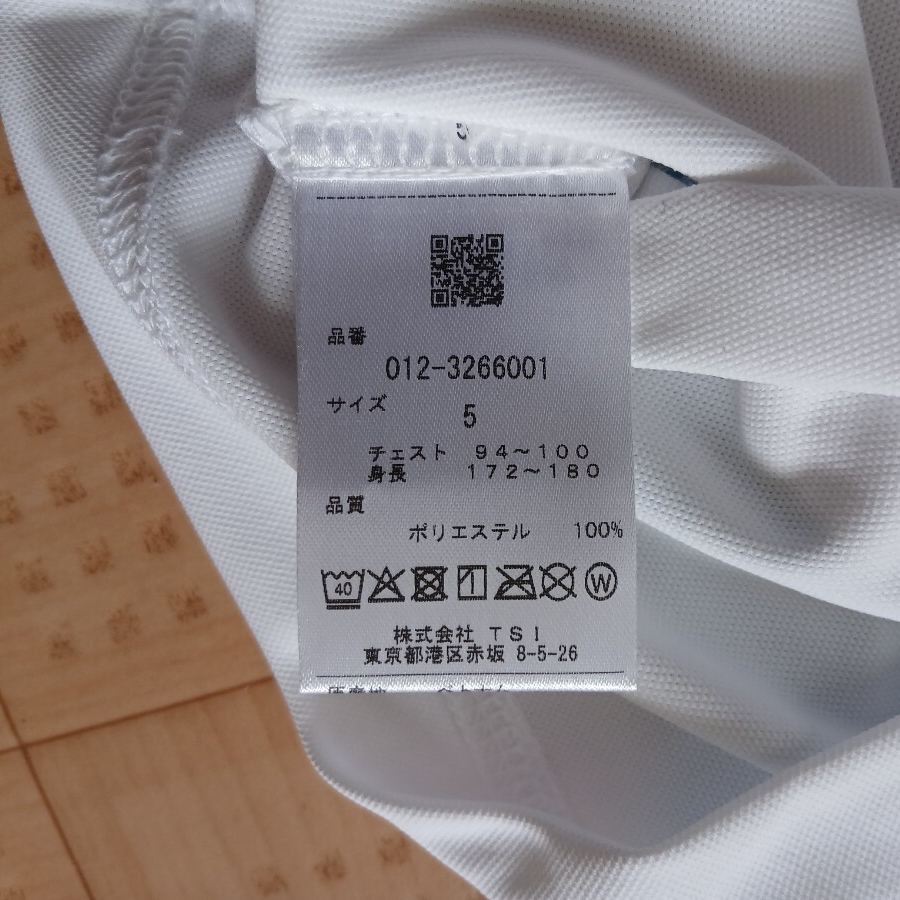 5
品番
012-3266001
サイズ
5
チェスト 94～100
身長 172～180
品質
ポリエステル 100%
40
W
株式会社 TSI
東京都港区赤坂 8-5-26